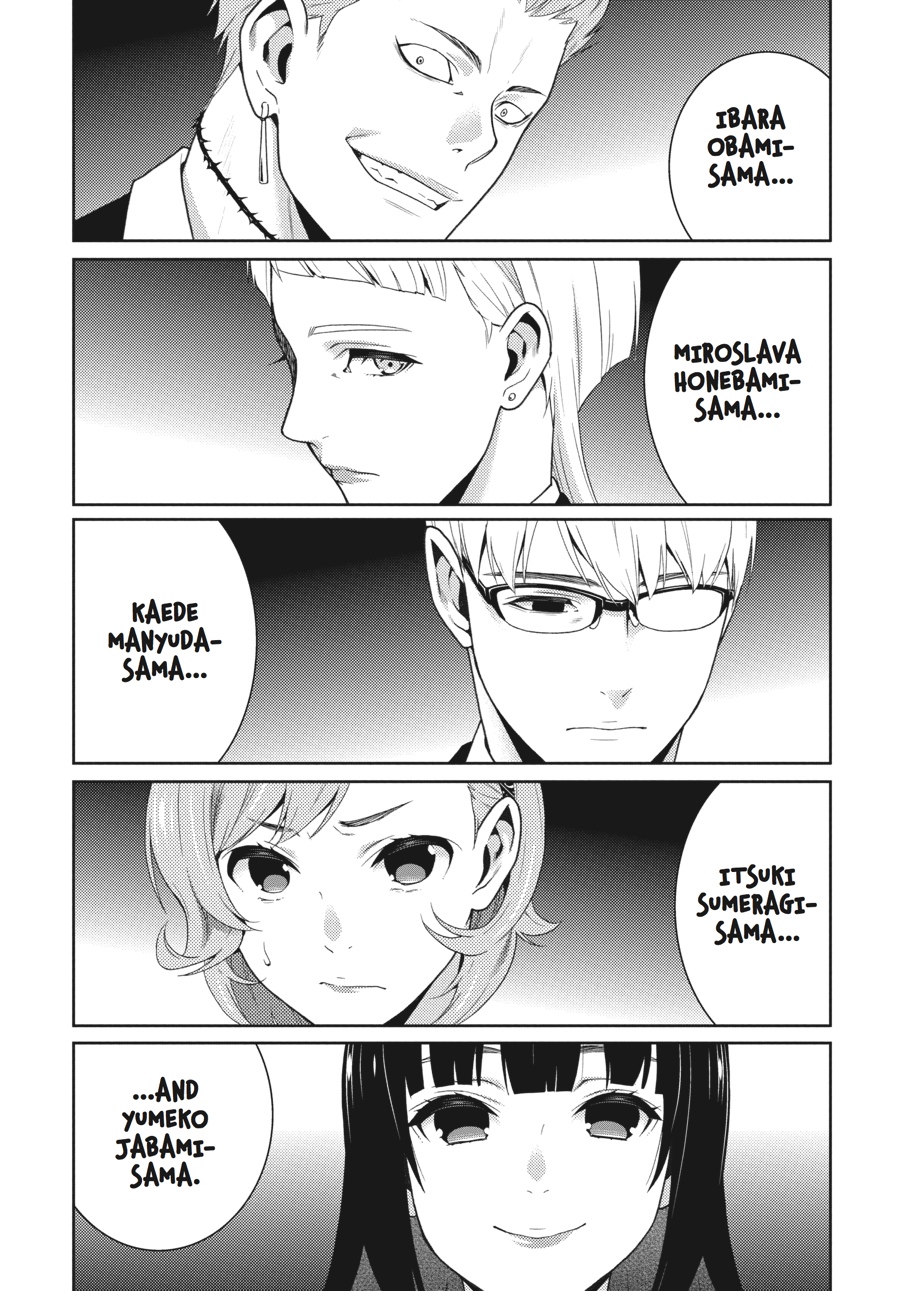 IBARA
OBAMI-
SAMA...
MIROSLAVA
HONEBAMI-
SAMA...
KAEDE
MANYUDA-
SAMA...
ITSUKI
SUMERAGI-
SAMA...
...AND
YUMEKO
JABAMI-
SAMA.